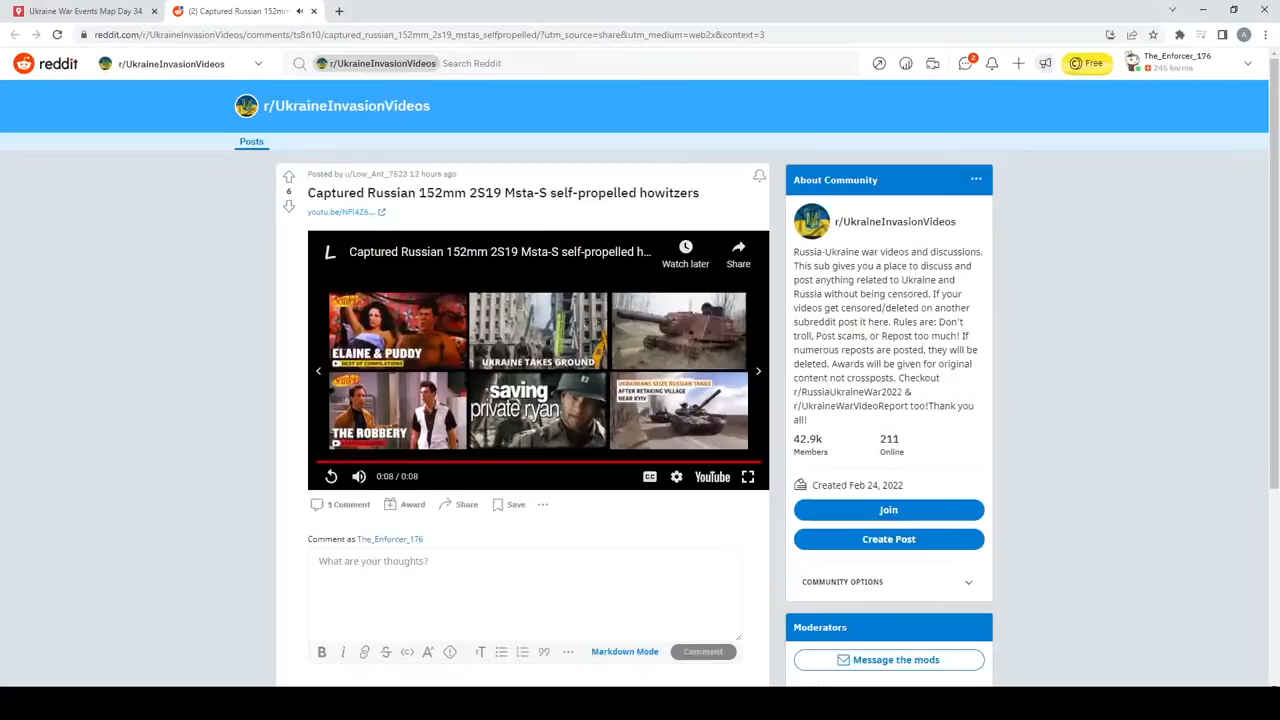 Ukraine War Events Map Day 34
(2) Captured Russian 152mm
reddit.com/r/UkraineInvasionVideos/comments/ts8n10/captured_russian_152mm_2s19_mstas_selfpropelled/?utm_source=share&utm_medium=web2x&context=3
reddit
r/UkraineInvasionVideos
r/UkraineInvasionVideos
Search Reddit
2
Free
The_Enforcer_176
245 karma
r/UkraineInvasionVideos
Posts
Posted by u/Low_Ant_7523 12 hours ago
6
Captured Russian 152mm 2S19 Msta-S self-propelled howitzers
youtu.be/NFl4Z6...
Captured Russian 152mm 2S19 Msta-S self-propelled h...
Watch later
Share
Seinfeld
ELAINE & PUDDY
BEST OF COMPILATIONS
UKRAINE TAKES GROUND
Seinfeld
THE ROBBERY
saving
private ryan
UKRAINIANS SEIZE RUSSIAN TANKS
AFTER RETAKING VILLAGE
NEAR KYIV
0:08 / 0:08
CC
YouTube
1 Comment
Award
Share
Save
Comment as The_Enforcer_176
What are your thoughts?
Markdown Mode
Comment
About Community
r/UkraineInvasionVideos
Russia-Ukraine war videos and discussions.
This sub gives you a place to discuss and
post anything related to Ukraine and
Russia without being censored. If your
videos get censored/deleted on another
subreddit post it here. Rules are: Don't
troll, Post scams, or Repost too much! If
numerous reposts are posted, they will be
deleted. Awards will be given for original
content not crossposts. Checkout
r/RussiaUkraineWar2022 &
r/UkraineWarVideoReport too!Thank you
all!
42.9k
211
Members
Online
Created Feb 24, 2022
Join
Create Post
COMMUNITY OPTIONS
Moderators
Message the mods